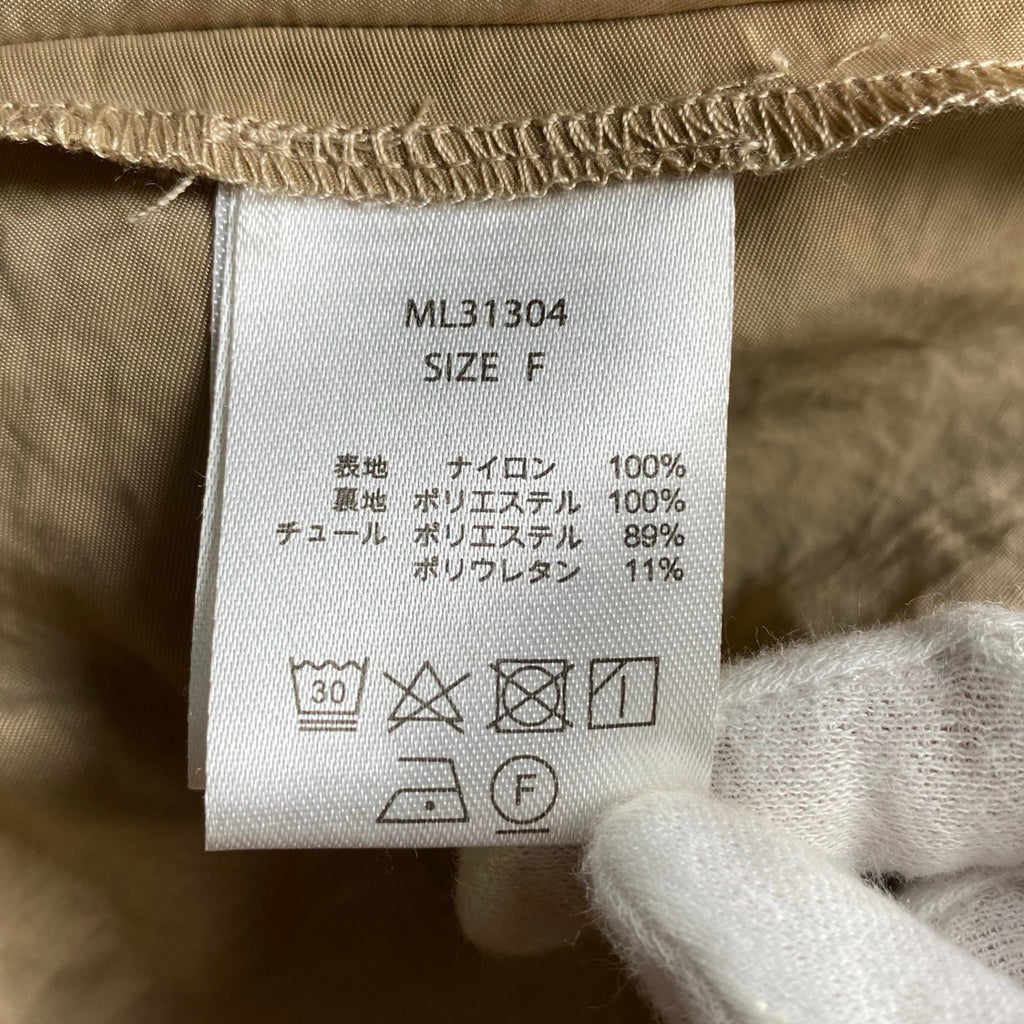 ML31304
SIZE F
表地 ナイロン 100%
裏地 ポリエステル 100%
チュール ポリエステル 89%
ポリウレタン 11%
30
F